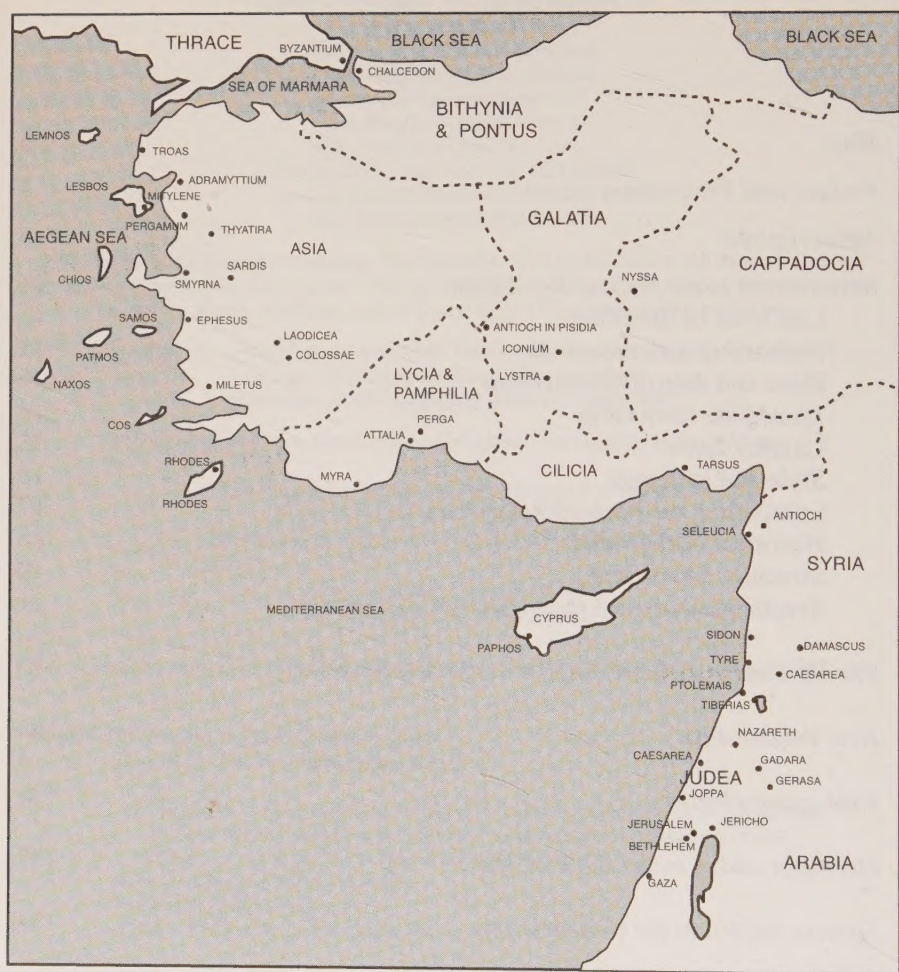 THRACE
BYZANTIUM
BLACK SEA
BLACK SEA
CHALCEDON
SEA OF MARMARA
BITHYNIA
& PONTUS
LEMNOS
TROAS
ADRAMYTTIUM
LESBOS
MITYLENE
PERGAMUM
THYATIRA
GALATIA
AEGEAN SEA
ASIA
CAPPADOCIA
SARDIS
CHIOS
SMYRNA
NYSSA
SAMOS
EPHESUS
ANTIOCH IN PISIDIA
LAODICEA
PATMOS
COLOSSAE
ICONIUM
NAXOS
MILETUS
LYCIA &
PAMPHILIA
LYSTRA
COS
PERGA
ATTALIA
RHODES
CILICIA
TARSUS
MYRA
RHODES
ANTIOCH
SELEUCIA
SYRIA
MEDITERRANEAN SEA
CYPRUS
PAPHOS
SIDON
DAMASCUS
TYRE
CAESAREA
PTOLEMAIS
TIBERIAS
NAZARETH
CAESAREA
GADARA
JUDEA
GERASA
JOPPA
JERUSALEM
JERICHO
BETHLEHEM
ARABIA
GAZA